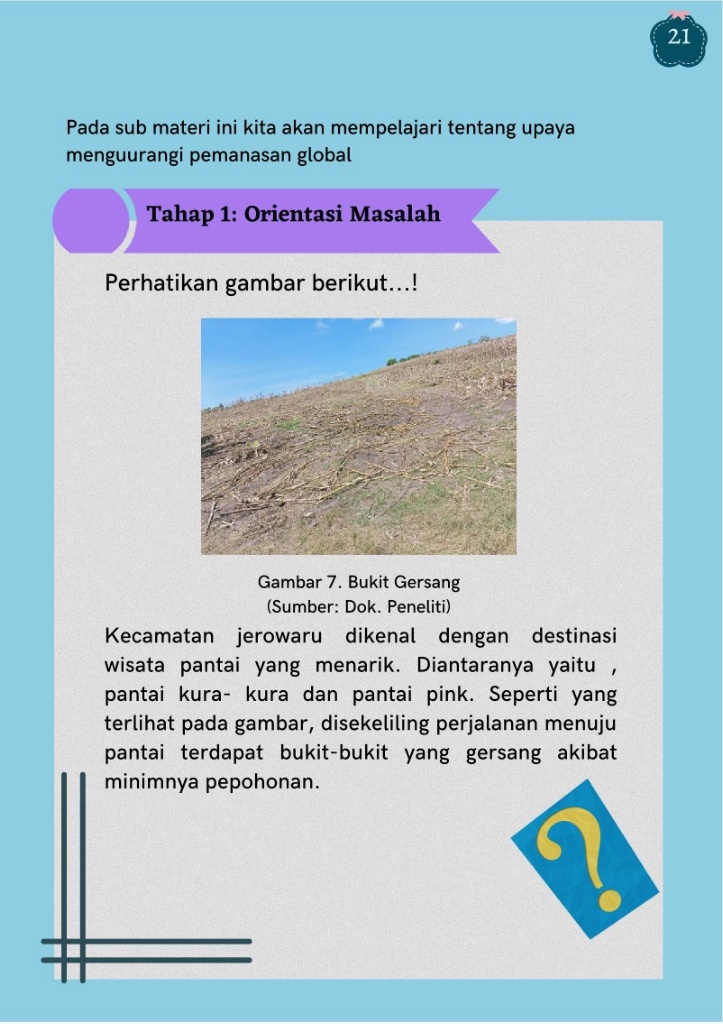 21
Pada sub materi ini kita akan mempelajari tentang upaya
menguurangi pemanasan global
Tahap 1: Orientasi Masalah
Perhatikan gambar berikut...!
Gambar 7. Bukit Gersang
(Sumber: Dok. Peneliti)
Kecamatan jerowaru dikenal dengan destinasi
wisata pantai yang menarik. Diantaranya yaitu ,
pantai kura- kura dan pantai pink. Seperti yang
terlihat pada gambar, disekeliling perjalanan menuju
pantai terdapat bukit-bukit yang gersang akibat
minimnya pepohonan.
?